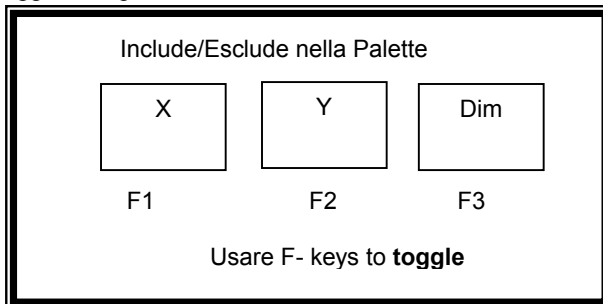 Include/Esclude nella Palette
X Y Dim
F1 F2 F3
Usare F- keys to toggle